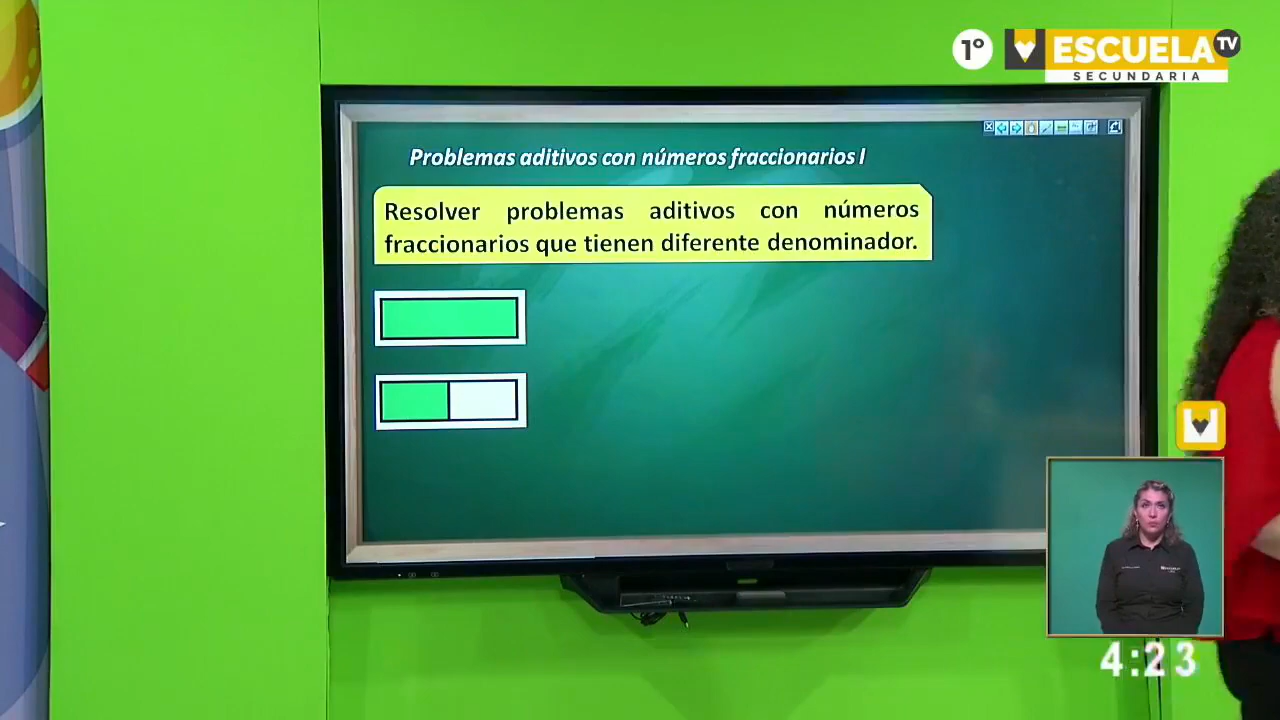 1º
ESCUELA TV
SECUNDARIA
Problemas aditivos con números fraccionarios I
Resolver problemas aditivos con números
fraccionarios que tienen diferente denominador.
4:23